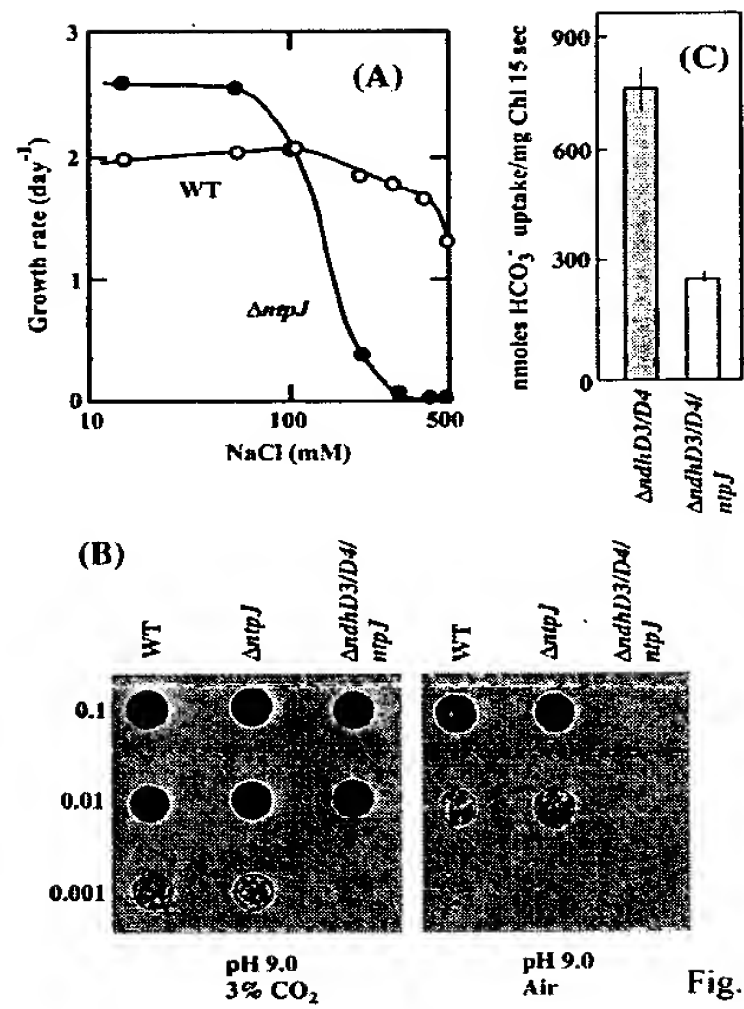 (A)
3
2
1
0
Growth rate (day⁻¹)
WT
ΔntpJ
10
100
500
NaCl (mM)
(C)
900
600
300
0
nmoles HCO₃⁻ uptake/mg Chl 15 sec
ΔndhD3/D4
ΔndhD3/D4/
ntpJ
(B)
WT
ΔntpJ
ΔndhD3/D4/
ntpJ
WT
ΔntpJ
ΔndhD3/D4/
ntpJ
0.1
0.01
0.001
pH 9.0
3% CO₂
pH 9.0
Air
Fig.